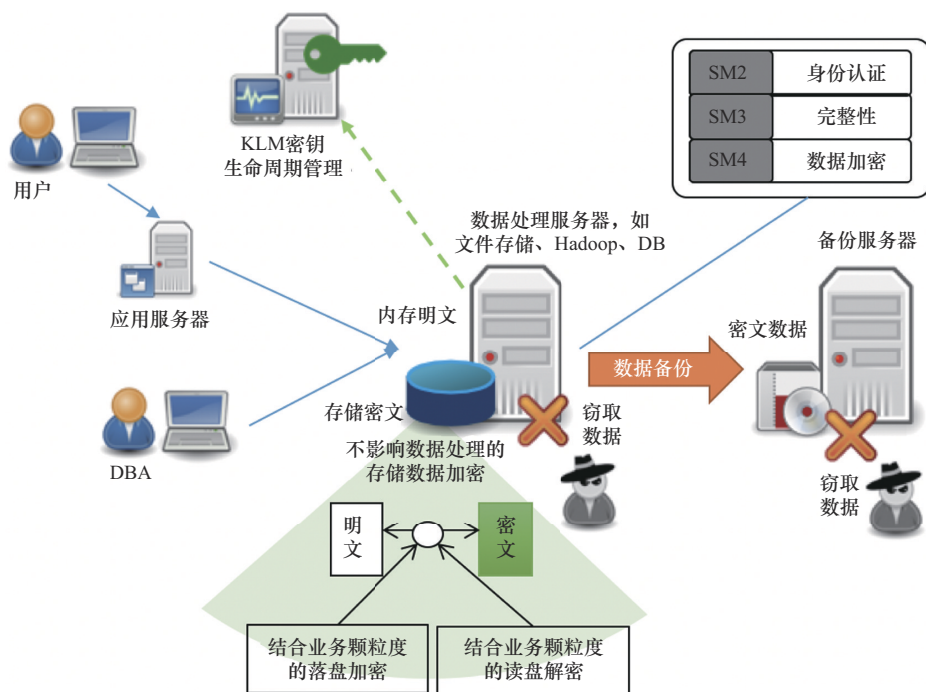 SM2
身份认证
SM3
完整性
SM4
数据加密
KLM密钥
生命周期管理
用户
数据处理服务器，如
文件存储、Hadoop、DB
备份服务器
应用服务器
内存明文
密文数据
数据备份
存储密文
窃取
数据
不影响数据处理的
存储数据加密
DBA
窃取
数据
明
文
密
文
结合业务颗粒度
的落盘加密
结合业务颗粒度
的读盘解密